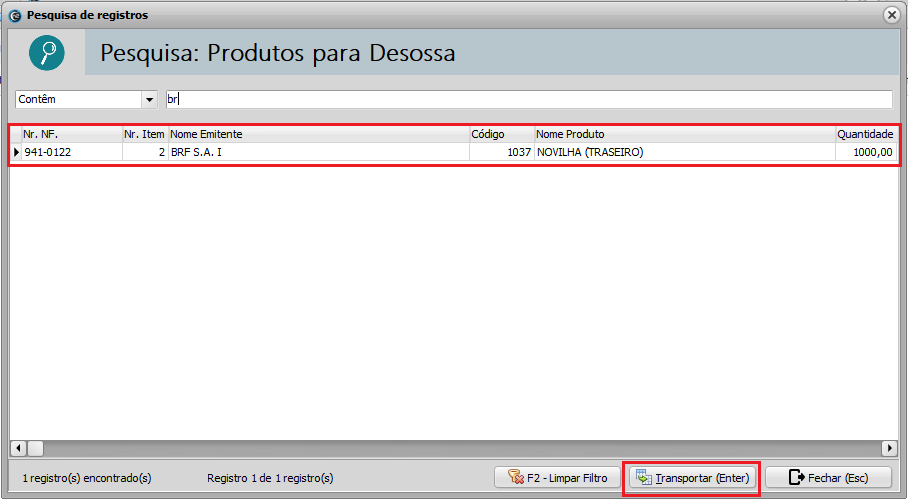 Pesquisa de registros
Pesquisa: Produtos para Desossa
Contêm br
Nr. NF. Nr. Item Nome Emitente Código Nome Produto Quantidade
941-0122 2 BRF S.A. I 1037 NOVILHA (TRASEIRO) 1000,00
1 registro(s) encontrado(s) Registro 1 de 1 registro(s) F2 - Limpar Filtro Transportar (Enter) Fechar (Esc)